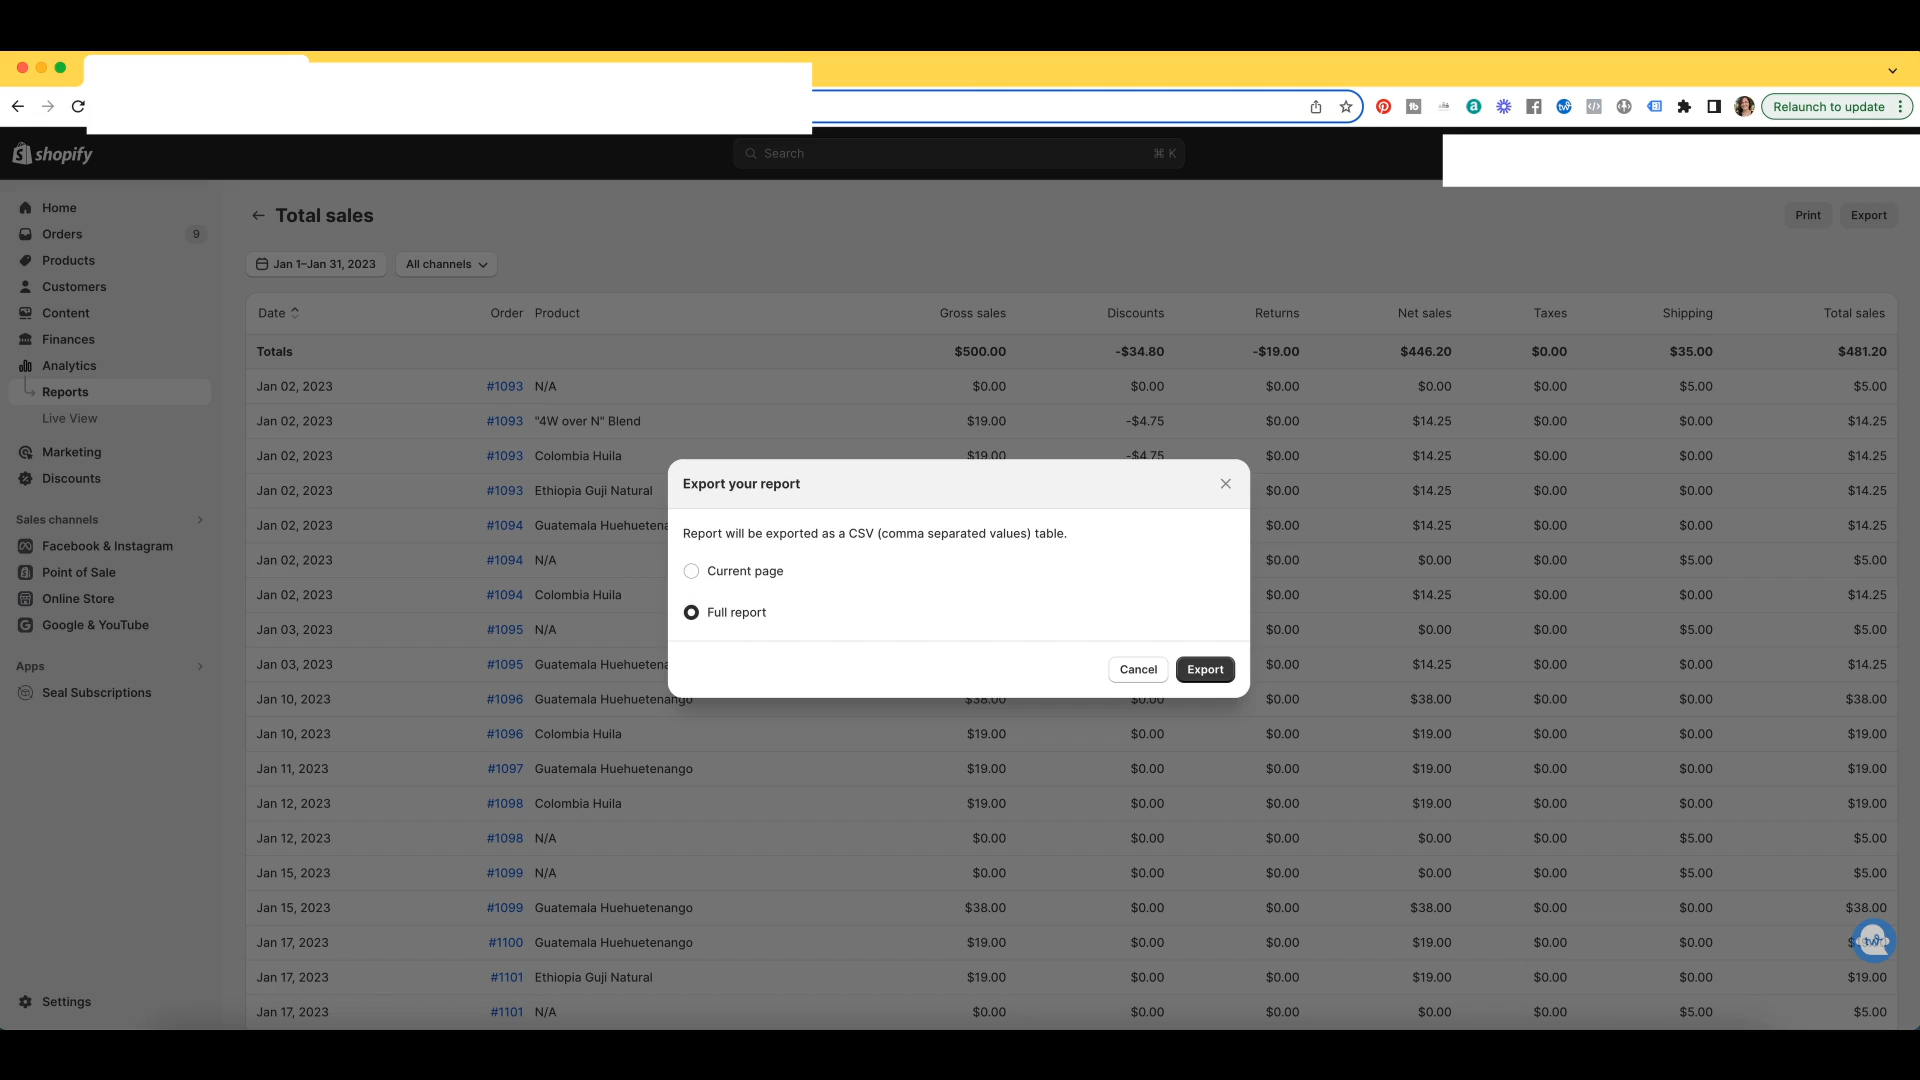 Relaunch to update
shopify
Search ⌘ K
Home
Orders 9
Products
Customers
Content
Finances
Analytics
Reports
Live View
Marketing
Discounts
Sales channels
Facebook & Instagram
Point of Sale
Online Store
Google & YouTube
Apps
Seal Subscriptions
Settings
Total sales
Print Export
Jan 1–Jan 31, 2023 All channels
Date Order Product Gross sales Discounts Returns Net sales Taxes Shipping Total sales
Totals $500.00 -$34.80 -$19.00 $446.20 $0.00 $35.00 $481.20
Jan 02, 2023 #1093 N/A $0.00 $0.00 $0.00 $0.00 $0.00 $5.00 $5.00
Jan 02, 2023 #1093 "4W over N" Blend $19.00 -$4.75 $0.00 $14.25 $0.00 $0.00 $14.25
Jan 02, 2023 #1093 Colombia Huila $19.00 -$4.75 $0.00 $14.25 $0.00 $0.00 $14.25
Jan 02, 2023 #1093 Ethiopia Guji Natural $0.00 $14.25 $0.00 $0.00 $14.25
Jan 02, 2023 #1094 Guatemala Huehuetena $0.00 $14.25 $0.00 $0.00 $14.25
Jan 02, 2023 #1094 N/A $0.00 $0.00 $0.00 $5.00 $5.00
Jan 02, 2023 #1094 Colombia Huila $0.00 $14.25 $0.00 $0.00 $14.25
Jan 03, 2023 #1095 N/A $0.00 $0.00 $0.00 $5.00 $5.00
Jan 03, 2023 #1095 Guatemala Huehuetena $0.00 $14.25 $0.00 $0.00 $14.25
Jan 10, 2023 #1096 Guatemala Huehuetenango $38.00 $0.00 $0.00 $38.00 $0.00 $0.00 $38.00
Jan 10, 2023 #1096 Colombia Huila $19.00 $0.00 $0.00 $19.00 $0.00 $0.00 $19.00
Jan 11, 2023 #1097 Guatemala Huehuetenango $19.00 $0.00 $0.00 $19.00 $0.00 $0.00 $19.00
Jan 12, 2023 #1098 Colombia Huila $19.00 $0.00 $0.00 $19.00 $0.00 $0.00 $19.00
Jan 12, 2023 #1098 N/A $0.00 $0.00 $0.00 $0.00 $0.00 $5.00 $5.00
Jan 15, 2023 #1099 N/A $0.00 $0.00 $0.00 $0.00 $0.00 $5.00 $5.00
Jan 15, 2023 #1099 Guatemala Huehuetenango $38.00 $0.00 $0.00 $38.00 $0.00 $0.00 $38.00
Jan 17, 2023 #1100 Guatemala Huehuetenango $19.00 $0.00 $0.00 $19.00 $0.00 $0.00
Jan 17, 2023 #1101 Ethiopia Guji Natural $19.00 $0.00 $0.00 $19.00 $0.00 $0.00 $19.00
Jan 17, 2023 #1101 N/A $0.00 $0.00 $0.00 $0.00 $0.00 $5.00 $5.00
Export your report
Report will be exported as a CSV (comma separated values) table.
Current page
Full report
Cancel Export